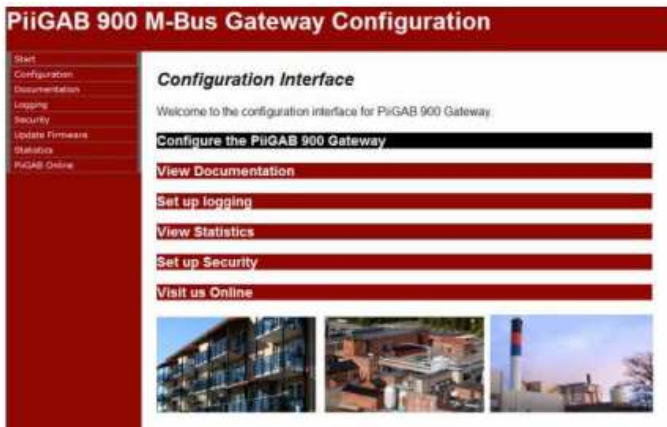 PiiGAB 900 M-Bus Gateway Configuration
Start
Configuration
Documentation
Logging
Security
Update Firmware
Statistics
PiiGAB Online
Configuration Interface
Welcome to the configuration interface for PiiGAB 900 Gateway.
Configure the PiiGAB 900 Gateway
View Documentation
Set up logging
View Statistics
Set up Security
Visit us Online